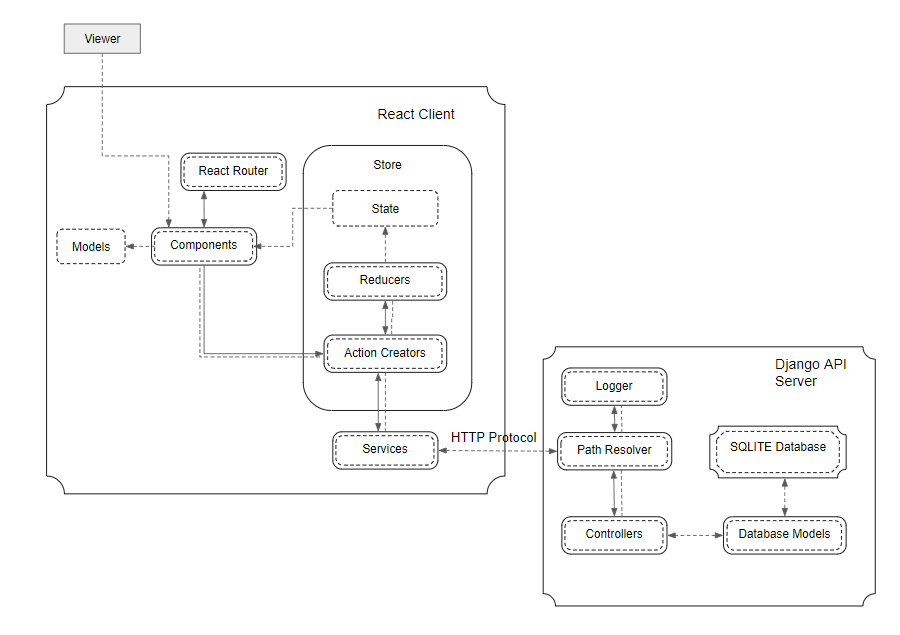 Viewer
React Client
Store
React Router
State
Models
Components
Reducers
Action Creators
Services
HTTP Protocol
Django API
Server
Logger
Path Resolver
SQLITE Database
Controllers
Database Models